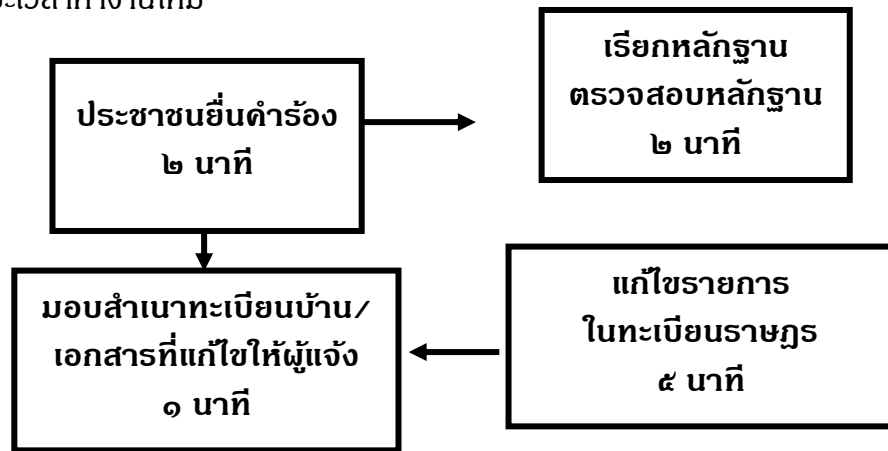 ประชาชนยื่นคำร้อง
๒ นาที
เรียกหลักฐาน
ตรวจสอบหลักฐาน
๒ นาที
มอบสำเนาทะเบียนบ้าน/
เอกสารที่แก้ไขให้ผู้แจ้ง
๑ นาที
แก้ไขรายการ
ในทะเบียนราษฎร
๕ นาที